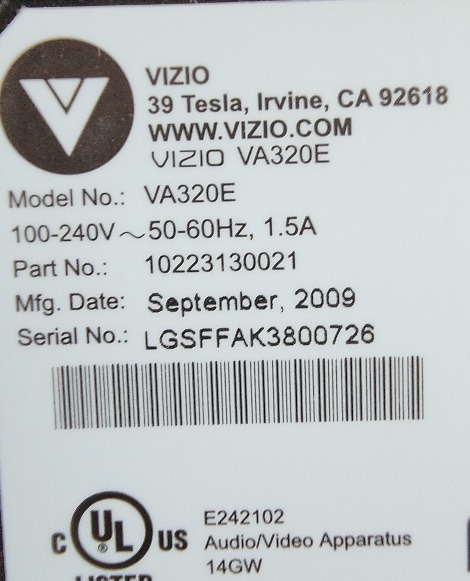 VIZIO
39 Tesla, Irvine, CA 92618
WWW.VIZIO.COM
VIZIO VA320E
Model No.: VA320E
100-240V ~ 50-60Hz, 1.5A
Part No.: 10223130021
Mfg. Date: September, 2009
Serial No.: LGSFFAK3800726
C UL ® US
LISTED
E242102
Audio/Video Apparatus
14GW